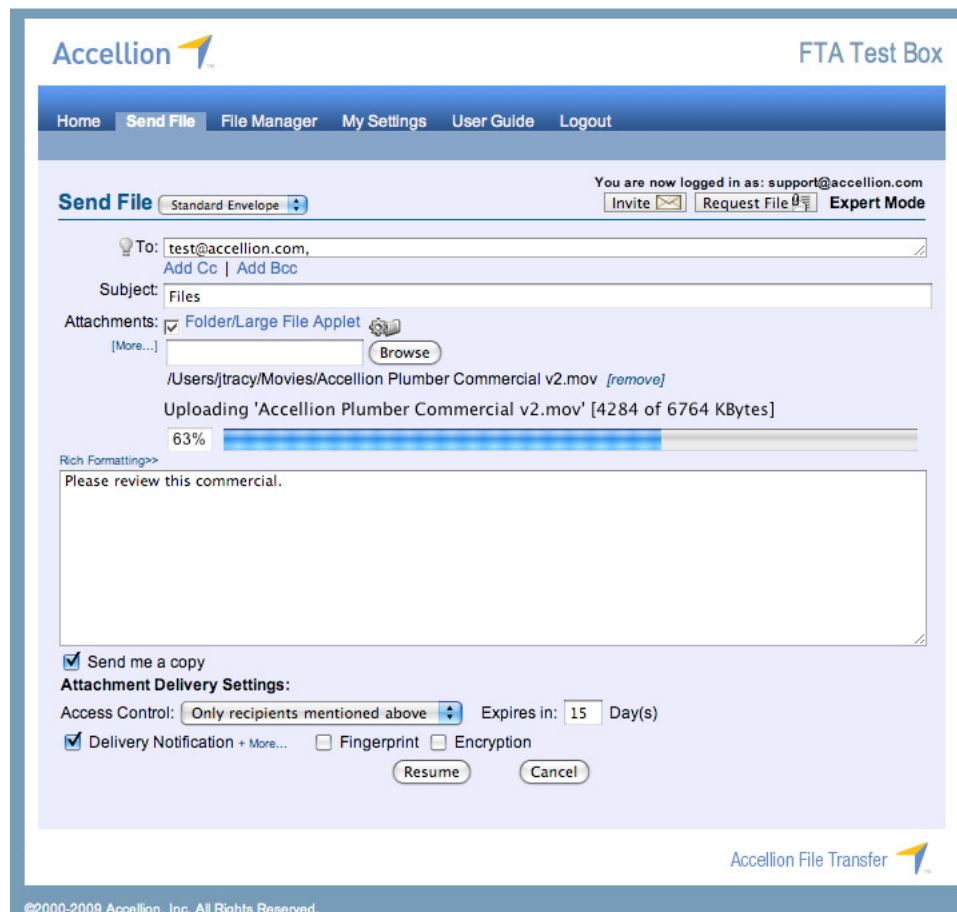 Accellion
FTA Test Box
Home Send File File Manager My Settings User Guide Logout
You are now logged in as: support@accellion.com
Send File Standard Envelope Invite Request File Expert Mode
To: test@accellion.com,
Add Cc | Add Bcc
Subject: Files
Attachments: Folder/Large File Applet
[More...] Browse
/Users/jtracy/Movies/Accellion Plumber Commercial v2.mov [remove]
Uploading 'Accellion Plumber Commercial v2.mov' [4284 of 6764 KBytes]
63%
Rich Formatting>>
Please review this commercial.
Send me a copy
Attachment Delivery Settings:
Access Control: Only recipients mentioned above Expires in: 15 Day(s)
Delivery Notification + More... Fingerprint Encryption
Resume Cancel
Accellion File Transfer
©2000-2009 Accellion, Inc. All Rights Reserved.